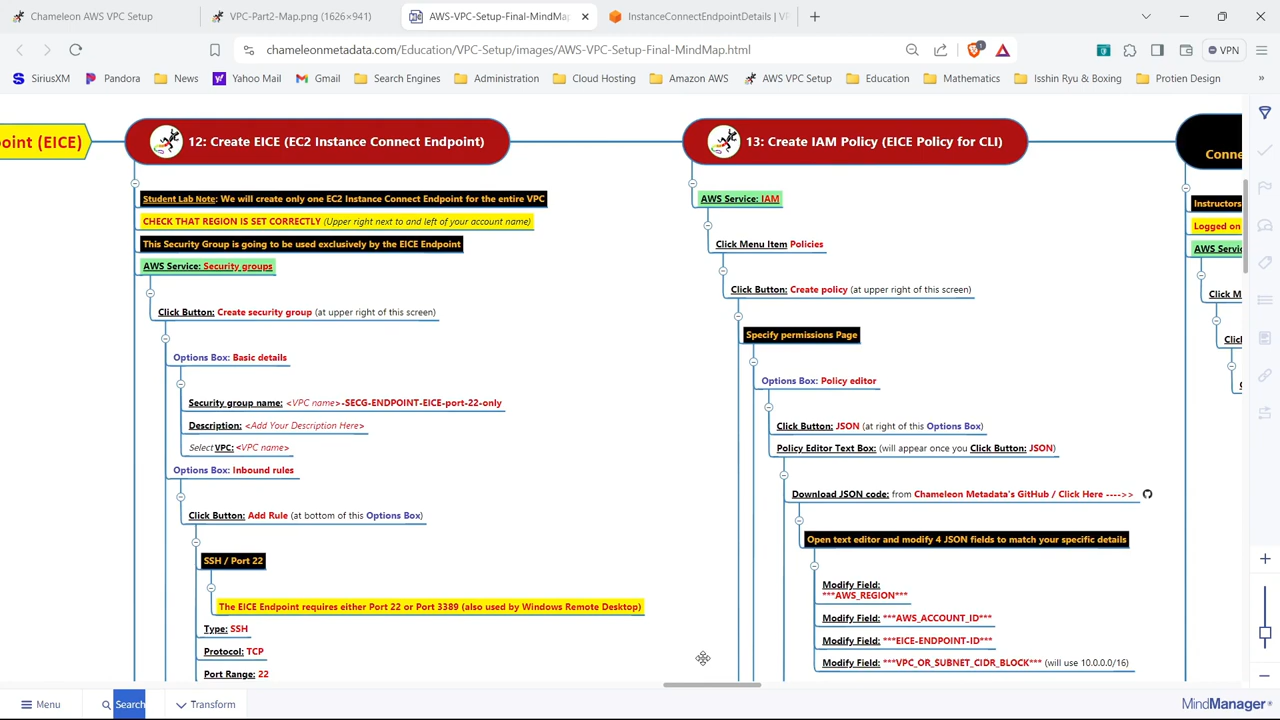 Chameleon AWS VPC Setup
VPC-Part2-Map.png (1626×941)
AWS-VPC-Setup-Final-MindMap
InstanceConnectEndpointDetails | VP
chameleonmetadata.com/Education/VPC-Setup/images/AWS-VPC-Setup-Final-MindMap.html
1
VPN
SiriusXM
Pandora
News
Yahoo Mail
Gmail
Search Engines
Administration
Cloud Hosting
Amazon AWS
AWS VPC Setup
Education
Mathematics
Isshin Ryu & Boxing
Protien Design
»
oint (EICE)
12: Create EICE (EC2 Instance Connect Endpoint)
Student Lab Note: We will create only one EC2 Instance Connect Endpoint for the entire VPC
CHECK THAT REGION IS SET CORRECTLY (Upper right next to and left of your account name)
This Security Group is going to be used exclusively by the EICE Endpoint
AWS Service: Security groups
Click Button: Create security group (at upper right of this screen)
Options Box: Basic details
Security group name: <VPC name>-SECG-ENDPOINT-EICE-port-22-only
Description: <Add Your Description Here>
Select VPC: <VPC name>
Options Box: Inbound rules
Click Button: Add Rule (at bottom of this Options Box)
SSH / Port 22
The EICE Endpoint requires either Port 22 or Port 3389 (also used by Windows Remote Desktop)
Type: SSH
Protocol: TCP
Port Range: 22
13: Create IAM Policy (EICE Policy for CLI)
AWS Service: IAM
Click Menu Item Policies
Click Button: Create policy (at upper right of this screen)
Specify permissions Page
Options Box: Policy editor
Click Button: JSON (at right of this Options Box)
Policy Editor Text Box: (will appear once you Click Button: JSON)
Download JSON code: from Chameleon Metadata's GitHub / Click Here ---->>
Open text editor and modify 4 JSON fields to match your specific details
Modify Field:
***AWS_REGION***
Modify Field: ***AWS_ACCOUNT_ID***
Modify Field: ***EICE-ENDPOINT-ID***
Modify Field: ***VPC_OR_SUBNET_CIDR_BLOCK*** (will use 10.0.0.0/16)
Conne
Instructors
Logged on
AWS Servic
Click M
Clic
C
Menu
Search
Transform
MindManager®